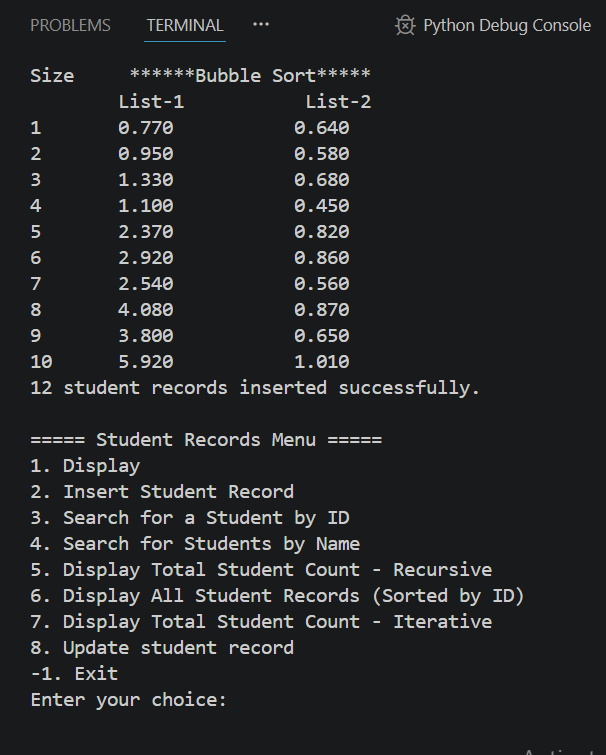 PROBLEMS TERMINAL ··· Python Debug Console
Size ******Bubble Sort*****
List-1 List-2
1 0.770 0.640
2 0.950 0.580
3 1.330 0.680
4 1.100 0.450
5 2.370 0.820
6 2.920 0.860
7 2.540 0.560
8 4.080 0.870
9 3.800 0.650
10 5.920 1.010
12 student records inserted successfully.
===== Student Records Menu =====
1. Display
2. Insert Student Record
3. Search for a Student by ID
4. Search for Students by Name
5. Display Total Student Count - Recursive
6. Display All Student Records (Sorted by ID)
7. Display Total Student Count - Iterative
8. Update student record
-1. Exit
Enter your choice: